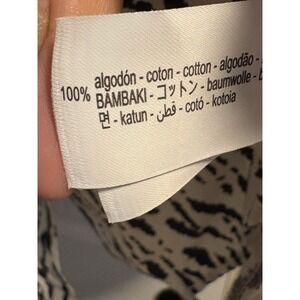 100% algodón - coton - cotton - algodão -
BAMBAKI - コットン - baumwolle -
면 - katun - قطن - cotó - kotoia